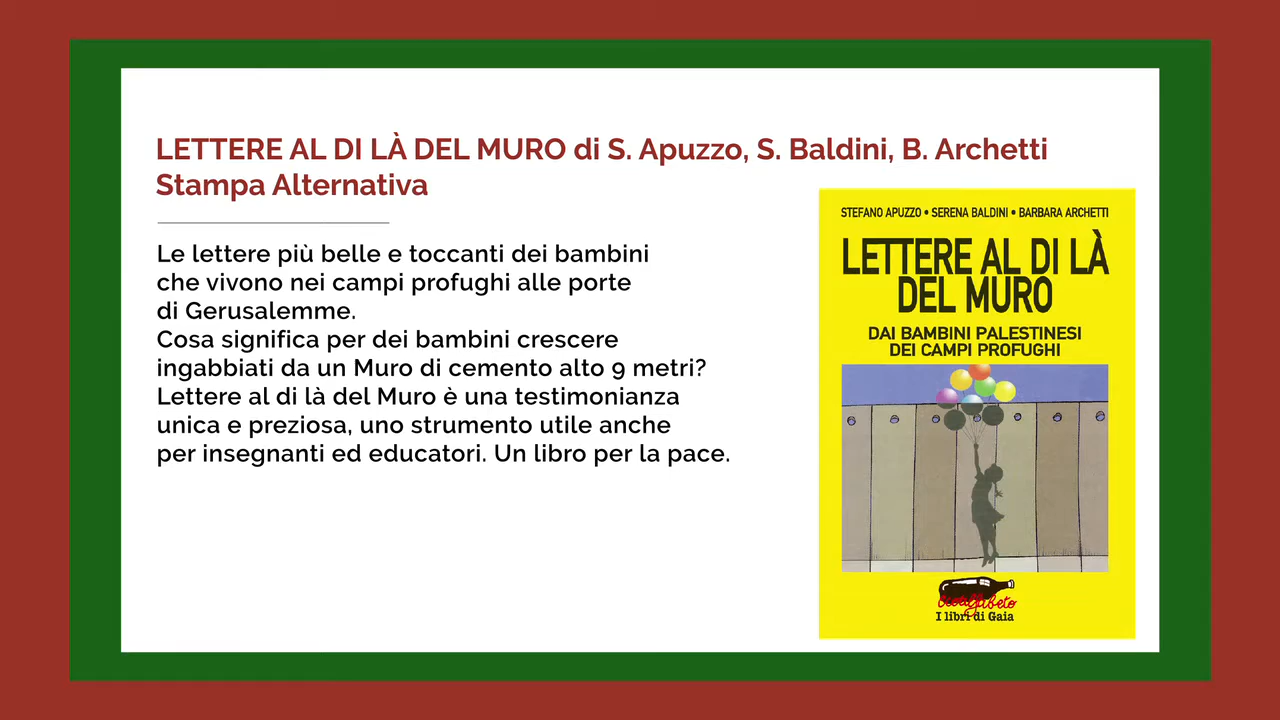 LETTERE AL DI LÀ DEL MURO di S. Apuzzo, S. Baldini, B. Archetti
Stampa Alternativa
Le lettere più belle e toccanti dei bambini
che vivono nei campi profughi alle porte
di Gerusalemme.
Cosa significa per dei bambini crescere
ingabbiati da un Muro di cemento alto 9 metri?
Lettere al di là del Muro è una testimonianza
unica e preziosa, uno strumento utile anche
per insegnanti ed educatori. Un libro per la pace.
STEFANO APUZZO • SERENA BALDINI • BARBARA ARCHETTI
LETTERE AL DI LÀ
DEL MURO
DAI BAMBINI PALESTINESI
DEI CAMPI PROFUGHI
Ecoalfabeto
I libri di Gaia